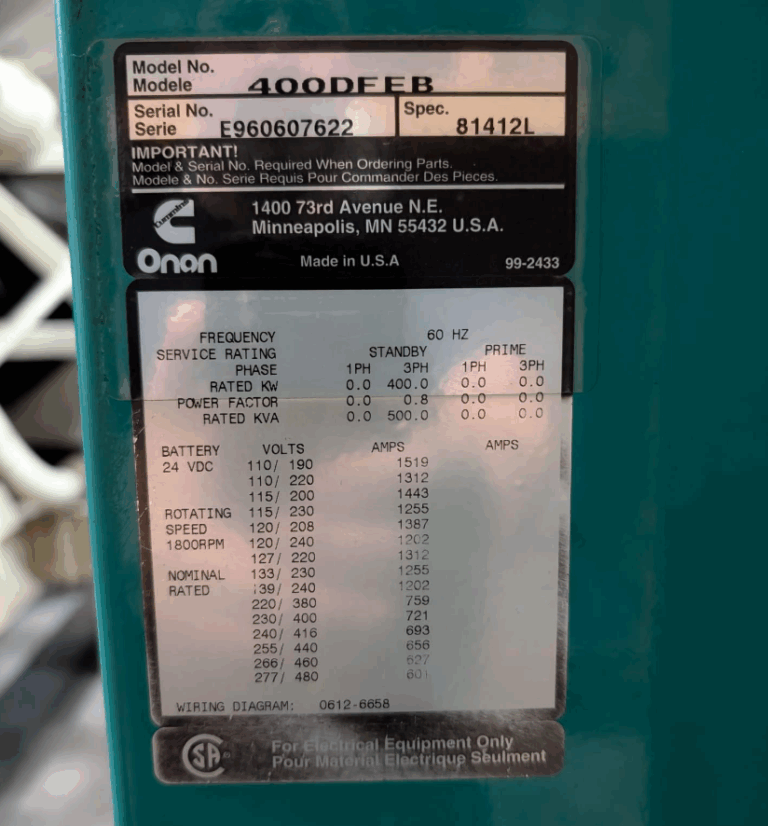 Model No.
Modele 400DFEB
Serial No. Spec.
Serie E960607622 81412L
IMPORTANT!
Model & Serial No. Required When Ordering Parts.
Modele & No. Serie Requis Pour Commander Des Pieces.
Cummins
1400 73rd Avenue N.E.
Minneapolis, MN 55432 U.S.A.
Onan Made in U.S.A 99-2433
FREQUENCY 60 HZ
SERVICE RATING STANDBY PRIME
PHASE 1PH 3PH 1PH 3PH
RATED KW 0.0 400.0 0.0 0.0
POWER FACTOR 0.0 0.8 0.0 0.0
RATED KVA 0.0 500.0 0.0 0.0
BATTERY VOLTS AMPS AMPS
24 VDC 110/ 190 1519
110/ 220 1312
115/ 200 1443
ROTATING 115/ 230 1255
SPEED 120/ 208 1387
1800RPM 120/ 240 1202
127/ 220 1312
NOMINAL 133/ 230 1255
RATED 139/ 240 1202
220/ 380 759
230/ 400 721
240/ 416 693
255/ 440 656
266/ 460 627
277/ 480 601
WIRING DIAGRAM: 0612-6658
SA For Electrical Equipment Only
Pour Material Electrique Seulment